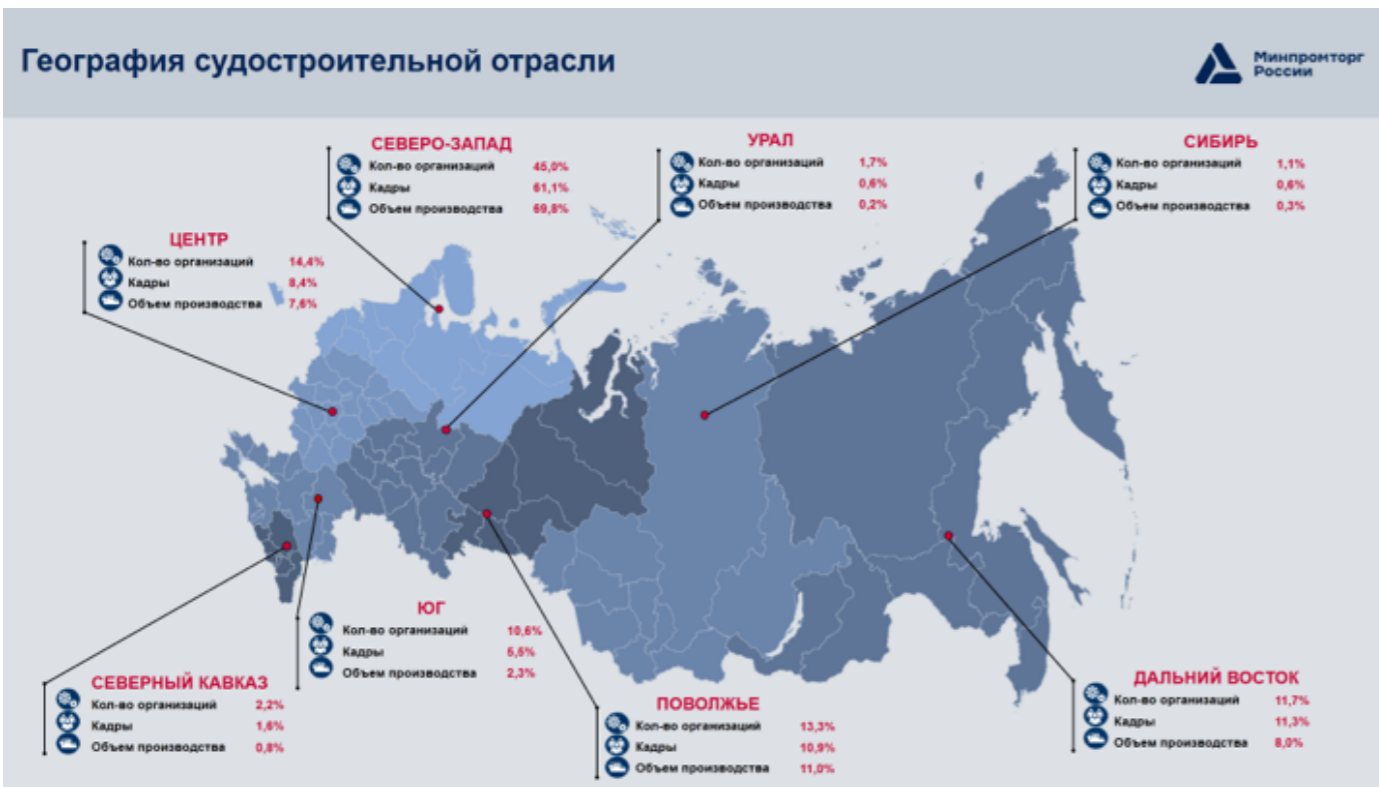 География судостроительной отрасли
Минпромторг
России
СЕВЕРО-ЗАПАД
Кол-во организаций 45,0%
Кадры 61,1%
Объем производства 69,8%
УРАЛ
Кол-во организаций 1,7%
Кадры 0,6%
Объем производства 0,2%
СИБИРЬ
Кол-во организаций 1,1%
Кадры 0,6%
Объем производства 0,3%
ЦЕНТР
Кол-во организаций 14,4%
Кадры 8,4%
Объем производства 7,6%
ЮГ
Кол-во организаций 10,6%
Кадры 5,5%
Объем производства 2,3%
СЕВЕРНЫЙ КАВКАЗ
Кол-во организаций 2,2%
Кадры 1,6%
Объем производства 0,8%
ПОВОЛЖЬЕ
Кол-во организаций 13,3%
Кадры 10,9%
Объем производства 11,0%
ДАЛЬНИЙ ВОСТОК
Кол-во организаций 11,7%
Кадры 11,3%
Объем производства 8,0%